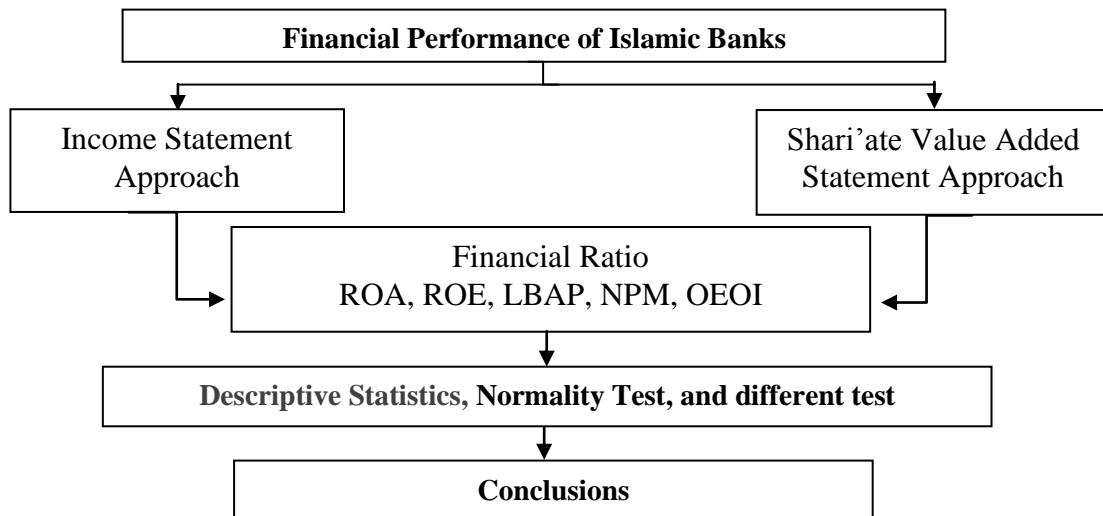 Financial Performance of Islamic Banks
Income Statement
Approach
Shari’ate Value Added
Statement Approach
Financial Ratio
ROA, ROE, LBAP, NPM, OEOI
Descriptive Statistics, Normality Test, and different test
Conclusions